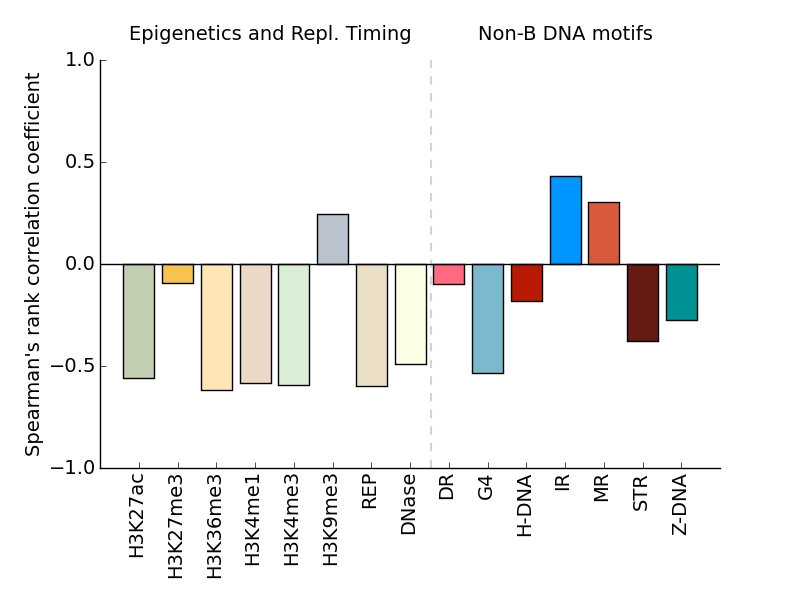 Epigenetics and Repl. Timing
Non-B DNA motifs
Spearman's rank correlation coefficient
1.0
0.5
0.0
−0.5
−1.0
H3K27ac
H3K27me3
H3K36me3
H3K4me1
H3K4me3
H3K9me3
REP
DNase
DR
G4
H-DNA
IR
MR
STR
Z-DNA